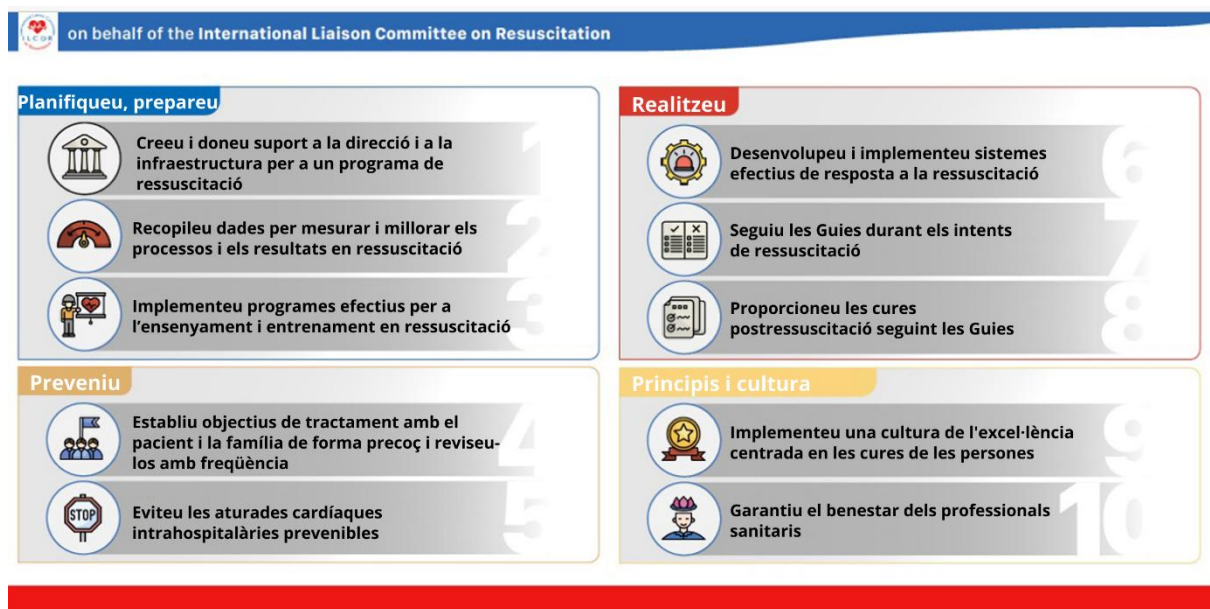 ILCOR
on behalf of the International Liaison Committee on Resuscitation
Planifiqueu, prepareu
Creeu i doneu suport a la direcció i a la
infraestructura per a un programa de
ressuscitació
1
Recopileu dades per mesurar i millorar els
processos i els resultats en ressuscitació
2
Implementeu programes efectius per a
l’ensenyament i entrenament en ressuscitació
3
Preveniu
Establiu objectius de tractament amb el
pacient i la família de forma precoç i reviseu-
los amb freqüència
4
STOP
Eviteu les aturades cardíaques
intrahospitalàries prevenibles
5
Realitzeu
Desenvolupeu i implementeu sistemes
efectius de resposta a la ressuscitació
6
Seguiu les Guies durant els intents
de ressuscitació
7
Proporcioneu les cures
postressuscitació seguint les Guies
8
Principis i cultura
Implementeu una cultura de l'excel·lència
centrada en les cures de les persones
9
Garantiu el benestar dels professionals
sanitaris
10